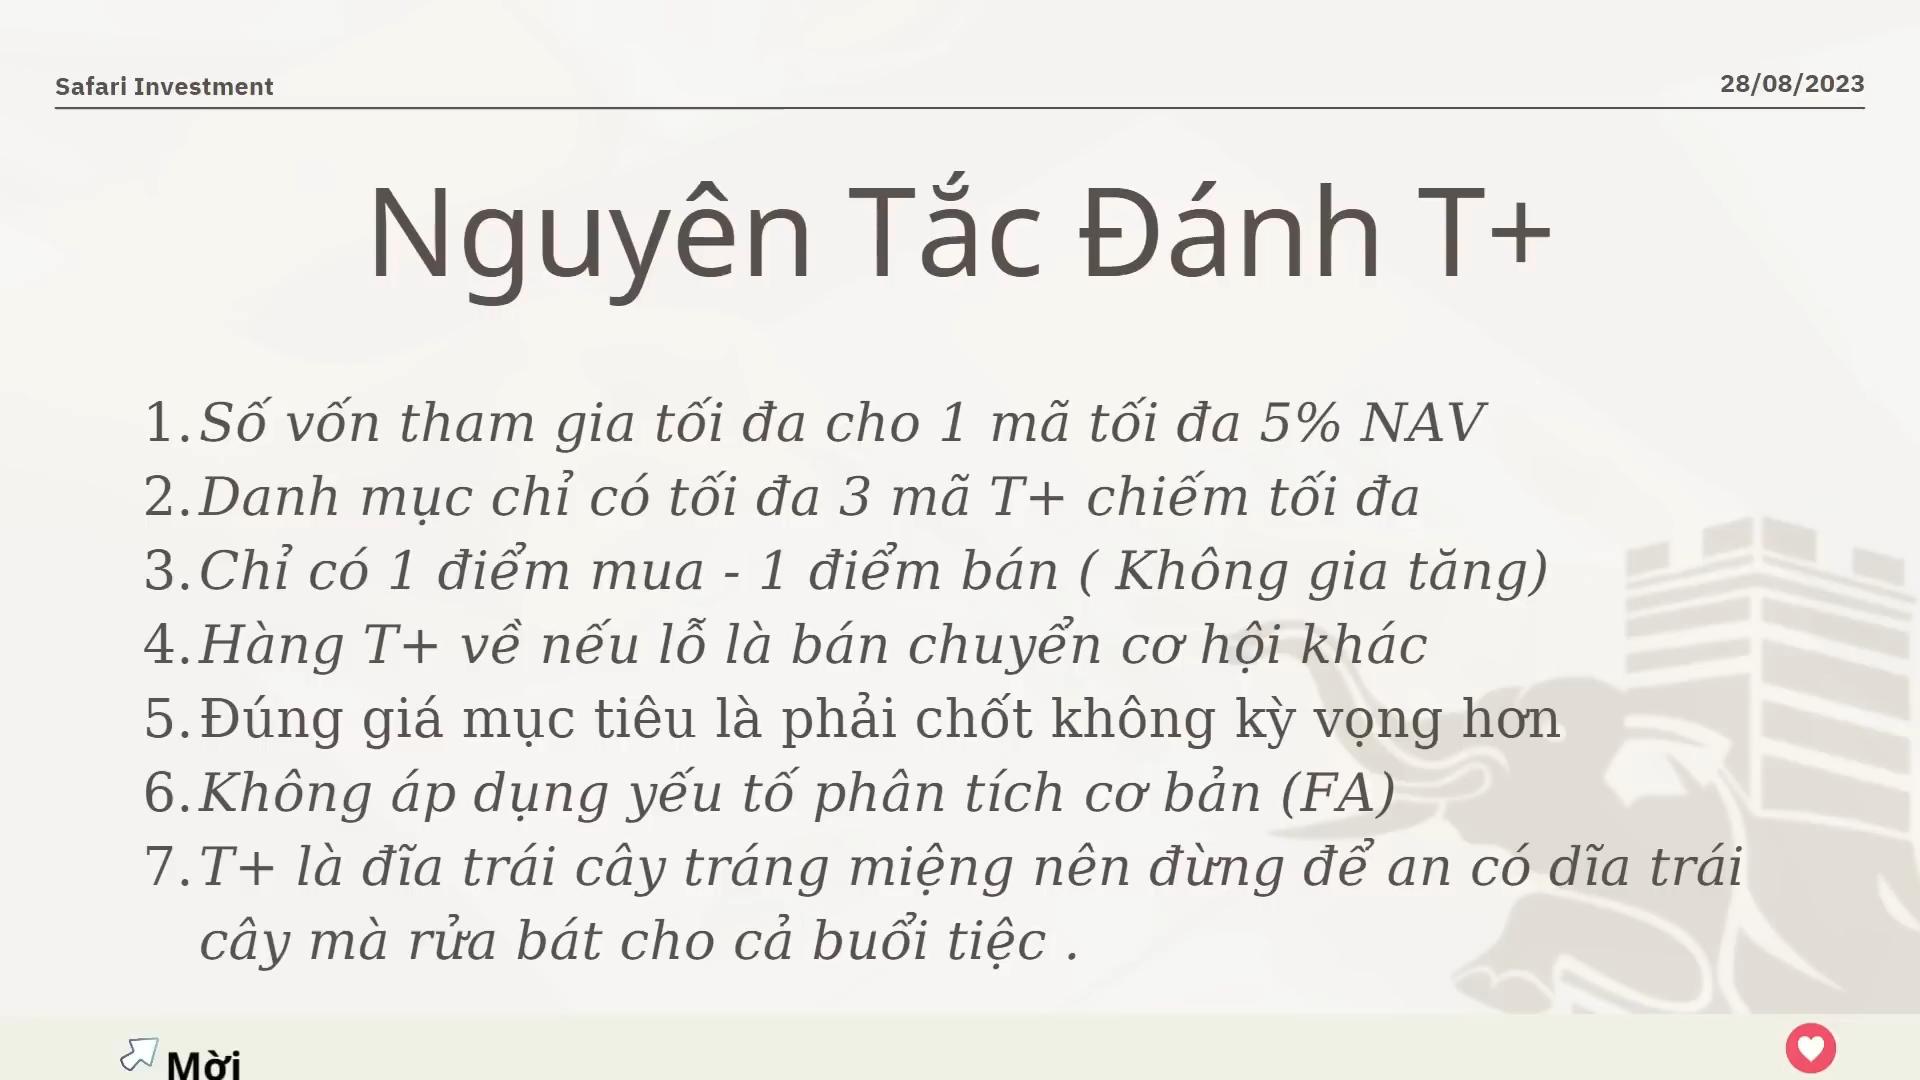 Safari Investment
28/08/2023
Nguyên Tắc Đánh T+
1. Số vốn tham gia tối đa cho 1 mã tối đa 5% NAV
2. Danh mục chỉ có tối đa 3 mã T+ chiếm tối đa
3. Chỉ có 1 điểm mua - 1 điểm bán ( Không gia tăng)
4. Hàng T+ về nếu lỗ là bán chuyển cơ hội khác
5. Đúng giá mục tiêu là phải chốt không kỳ vọng hơn
6. Không áp dụng yếu tố phân tích cơ bản (FA)
7. T+ là đĩa trái cây tráng miệng nên đừng để an có dĩa trái
cây mà rửa bát cho cả buổi tiệc .
Mời